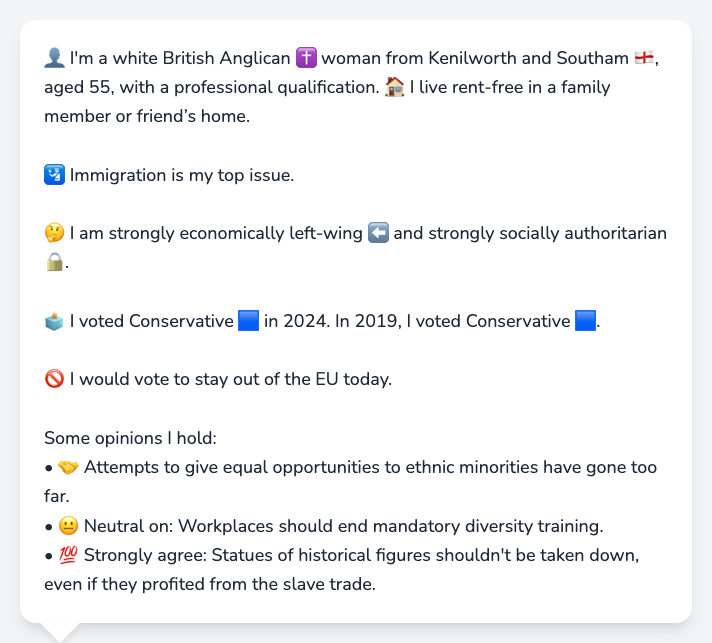 👤 I'm a white British Anglican ✝️ woman from Kenilworth and Southam 🏴󠁧󠁢󠁥󠁮󠁧󠁿,
aged 55, with a professional qualification. 🏠 I live rent-free in a family
member or friend’s home.
🛂 Immigration is my top issue.
🤔 I am strongly economically left-wing ⬅️ and strongly socially authoritarian
🔒.
🗳️ I voted Conservative 🟦 in 2024. In 2019, I voted Conservative 🟦.
🚫 I would vote to stay out of the EU today.
Some opinions I hold:
• 🤝 Attempts to give equal opportunities to ethnic minorities have gone too
far.
• 😐 Neutral on: Workplaces should end mandatory diversity training.
• 💯 Strongly agree: Statues of historical figures shouldn't be taken down,
even if they profited from the slave trade.